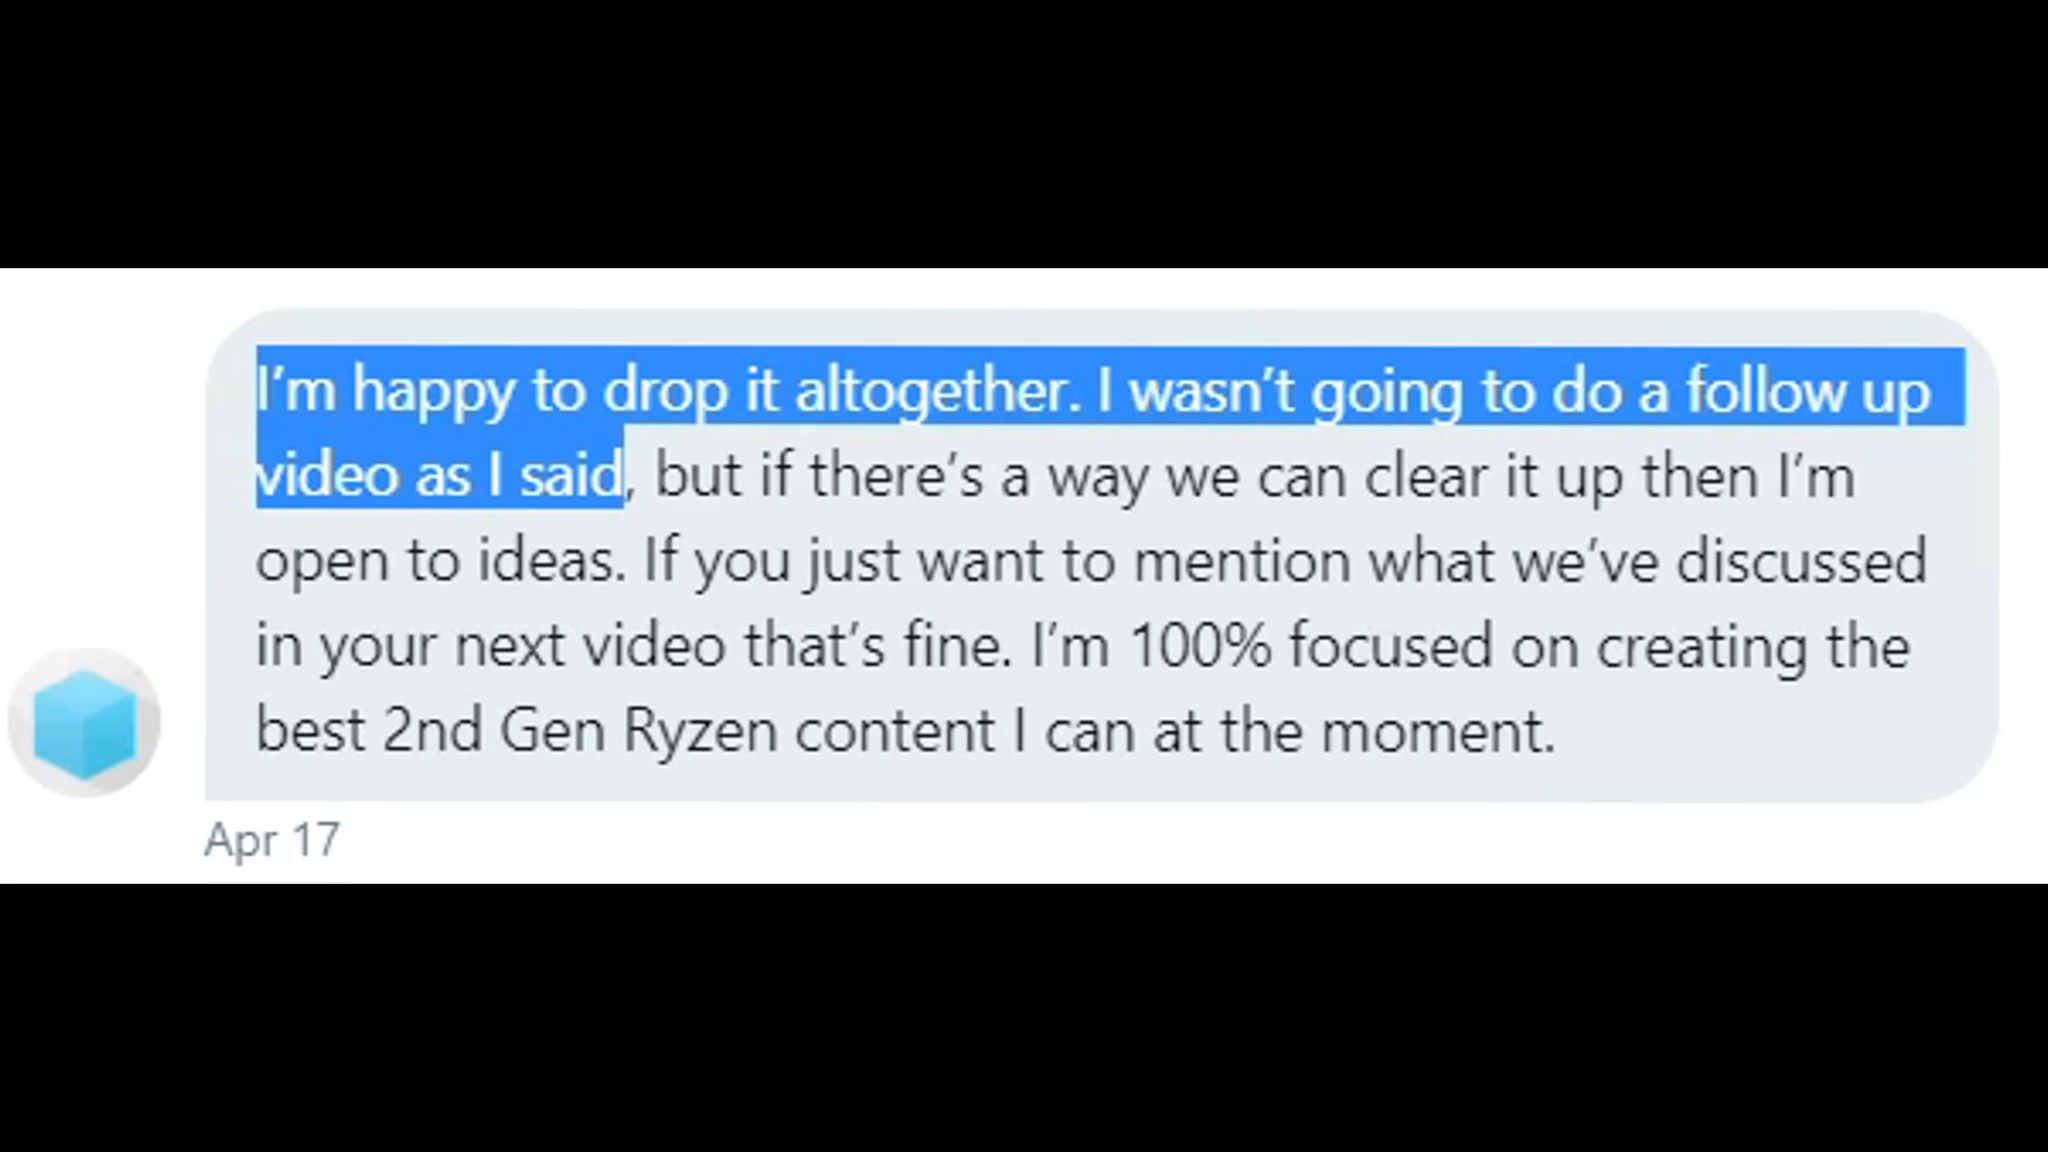 I’m happy to drop it altogether. I wasn’t going to do a follow up
video as I said, but if there’s a way we can clear it up then I’m
open to ideas. If you just want to mention what we’ve discussed
in your next video that’s fine. I’m 100% focused on creating the
best 2nd Gen Ryzen content I can at the moment.
Apr 17